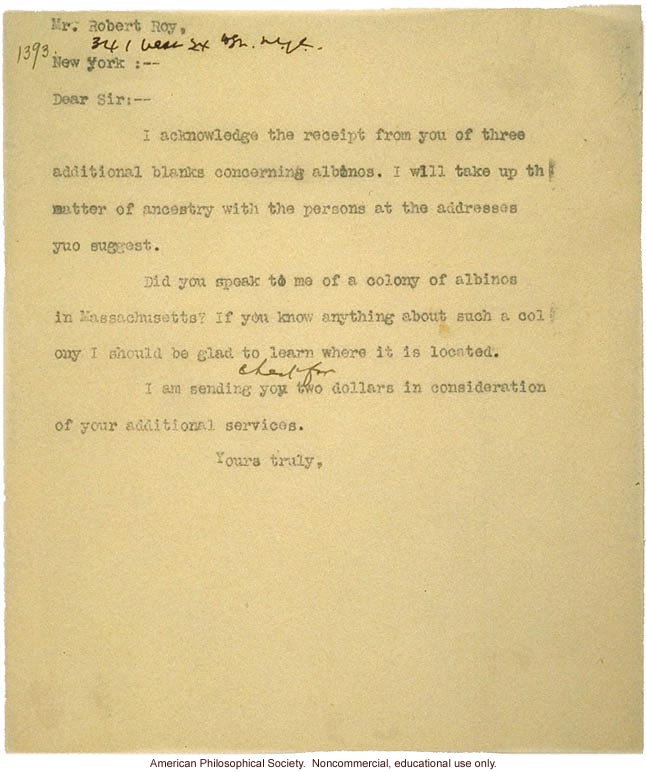 Mr. Robert Roy,
341 West
1393.
New York :--
Dear Sir:--
I acknowledge the receipt from you of three
additional blanks concerning albinos. I will take up th
matter of ancestry with the persons at the addresses
yuo suggest.
Did you speak to me of a colony of albinos
in Massachusetts? If you know anything about such a col
ony I should be glad to learn where it is located.
check for
I am sending you two dollars in consideration
of your additional services.
Yours truly,
American Philosophical Society. Noncommercial, educational use only.